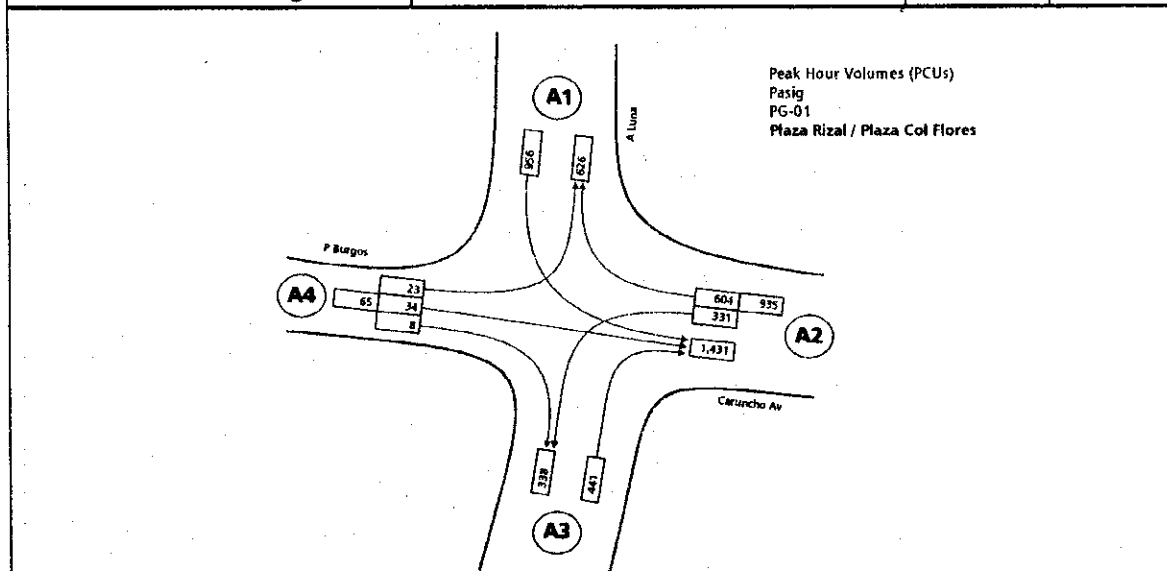 Peak Hour Volumes (PCUs)
Pasig
PG-01
Plaza Rizal / Plaza Col Flores
A1
A Luna
956
626
P Burgos
A4
65
23
34
8
604
935
331
1,431
A2
Caruncho Av
338
441
A3